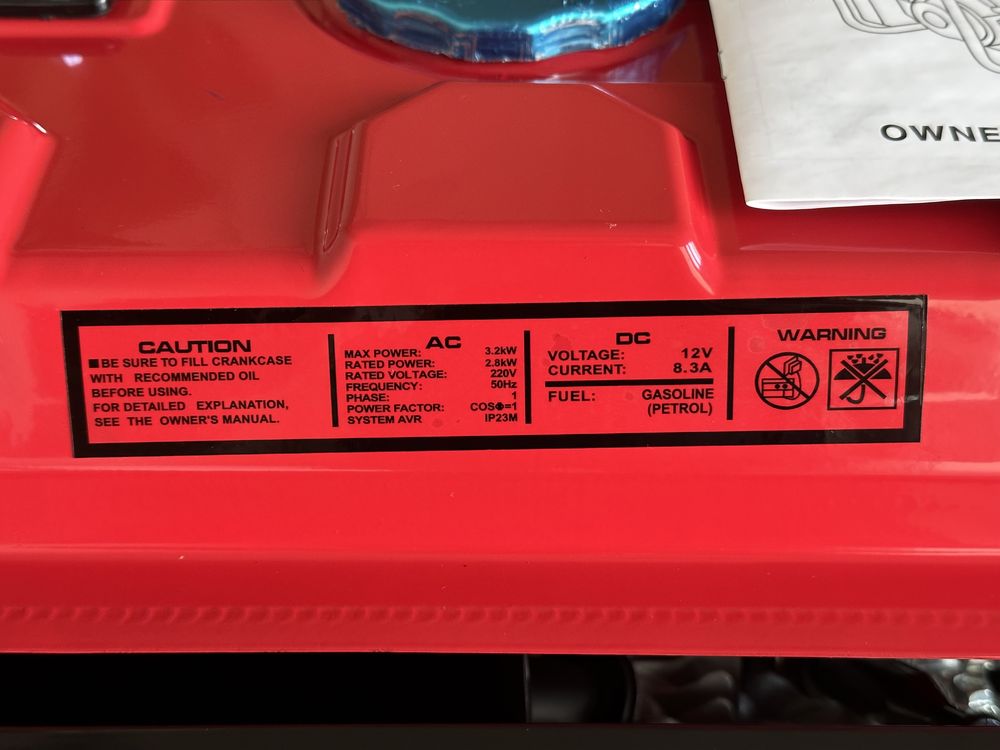 OWNE
CAUTION
■BE SURE TO FILL CRANKCASE
WITH RECOMMENDED OIL
BEFORE USING.
FOR DETAILED EXPLANATION,
SEE THE OWNER'S MANUAL.
AC
MAX POWER: 3.2kW
RATED POWER: 2.8kW
RATED VOLTAGE: 220V
FREQUENCY: 50Hz
PHASE: 1
POWER FACTOR: COSΦ=1
SYSTEM AVR IP23M
DC
VOLTAGE: 12V
CURRENT: 8.3A
FUEL: GASOLINE
(PETROL)
WARNING